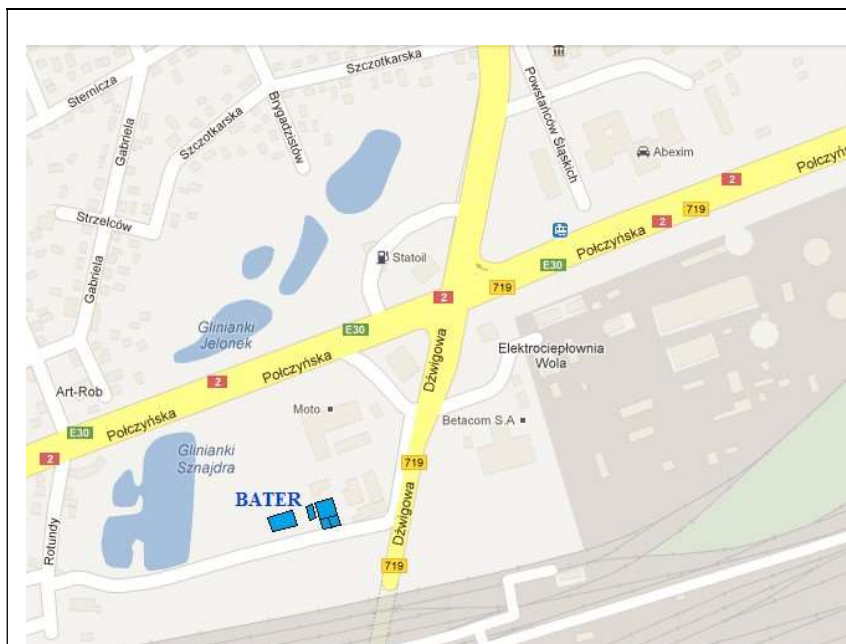 Szczotkarska
Sternicza
Gabriela
Szczotkarska
Brygadzistów
Powstańców Śląskich
Abexim
Połczyńska
2
719
2
Połczyńska
Strzelców
Statoil
E30
719
2
Gabriela
Glinianki
Jelonek
E30
Połczyńska
Dźwigowa
Elektrociepłownia
Wola
2
Art-Rob
Moto
Betacom S.A
Połczyńska
E30
2
Glinianki
Sznajdra
719
BATER
Dźwigowa
Rotundy
719